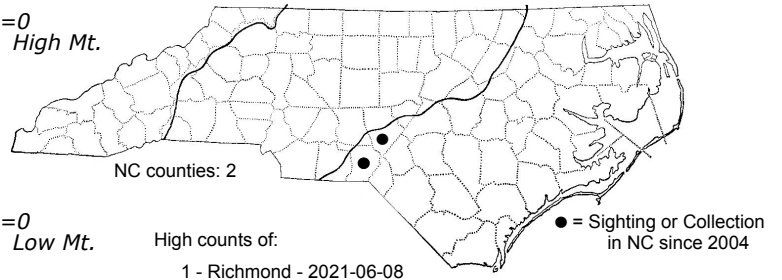 =0
High Mt.
NC counties: 2
=0
Low Mt.
High counts of:
1 - Richmond - 2021-06-08
● = Sighting or Collection
in NC since 2004